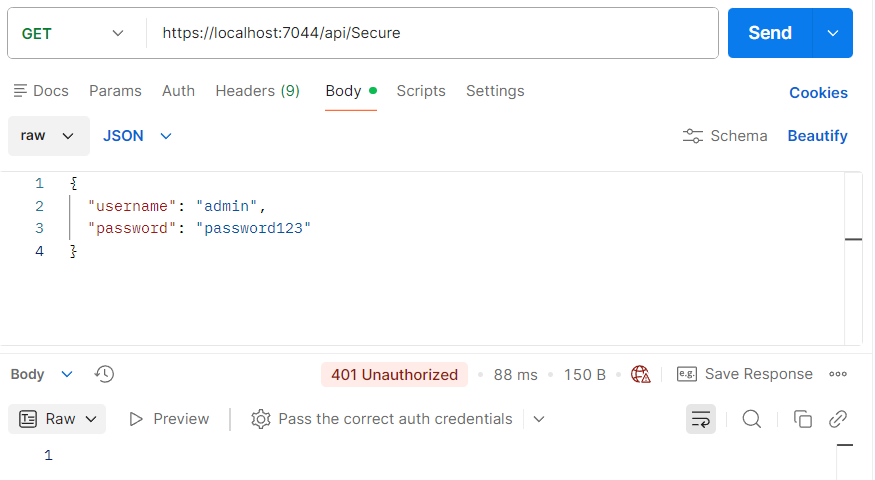 GET https://localhost:7044/api/Secure Send
Docs Params Auth Headers (9) Body Scripts Settings Cookies
raw JSON Schema Beautify
1 {
2 "username": "admin",
3 "password": "password123"
4 }
Body 401 Unauthorized 88 ms 150 B e.g. Save Response
Raw Preview Pass the correct auth credentials
1